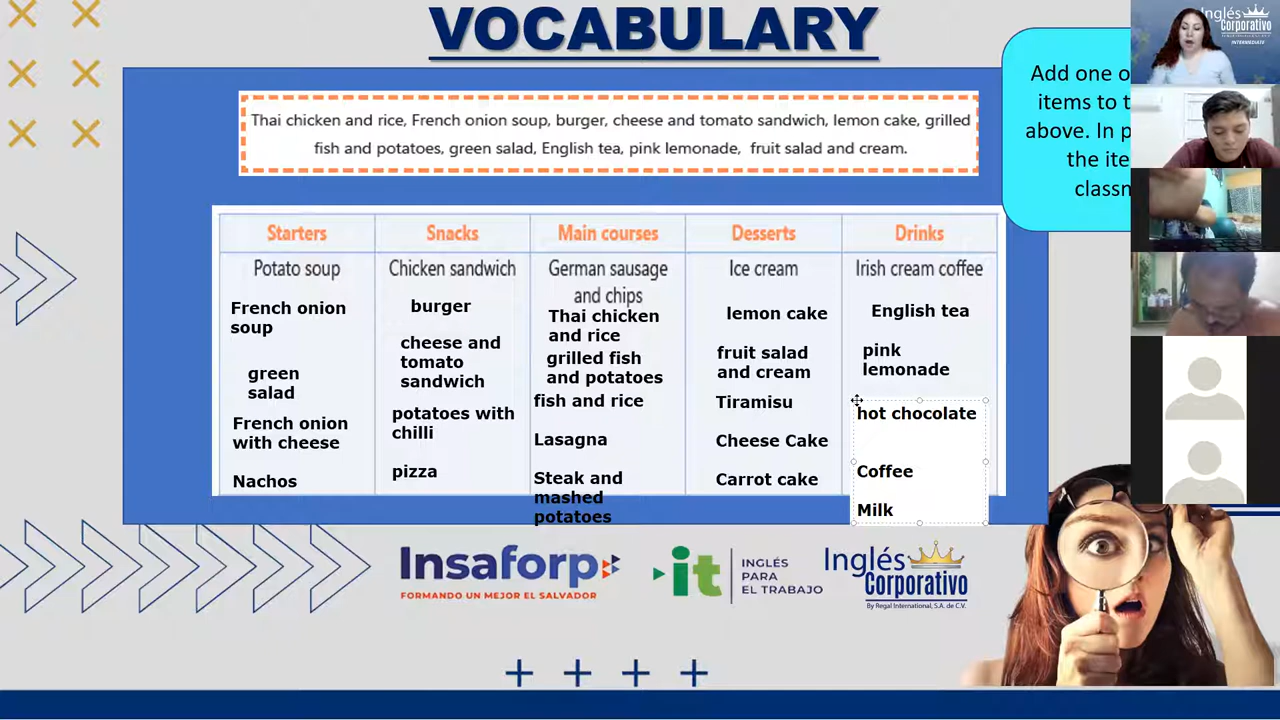 VOCABULARY
Inglés
Corporativo
INTERMEDIATE
Add one o
items to t
above. In p
the ite
classm
Thai chicken and rice, French onion soup, burger, cheese and tomato sandwich, lemon cake, grilled
fish and potatoes, green salad, English tea, pink lemonade, fruit salad and cream.
Starters
Potato soup
French onion
soup
green
salad
French onion
with cheese
Nachos
Snacks
Chicken sandwich
burger
cheese and
tomato
sandwich
potatoes with
chilli
pizza
Main courses
German sausage
and chips
Thai chicken
and rice
grilled fish
and potatoes
fish and rice
Lasagna
Steak and
mashed
potatoes
Desserts
Ice cream
lemon cake
fruit salad
and cream
Tiramisu
Cheese Cake
Carrot cake
Drinks
Irish cream coffee
English tea
pink
lemonade
hot chocolate
Coffee
Milk
Insaforp
FORMANDO UN MEJOR EL SALVADOR
it
INGLÉS
PARA
EL TRABAJO
Inglés
Corporativo
By Regal International, S.A. de C.V.